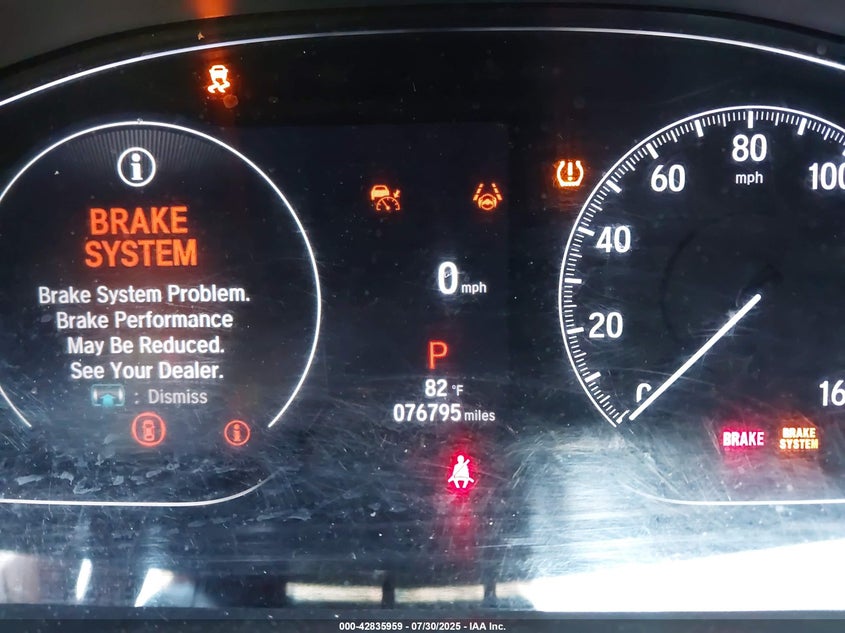 BRAKE
SYSTEM
Brake System Problem.
Brake Performance
May Be Reduced.
See Your Dealer.
: Dismiss
0 mph
P
82 °F
076795 miles
0
20
40
60
80
100
mph
BRAKE
BRAKE
SYSTEM
000-42835959 - 07/30/2025 - IAA Inc.